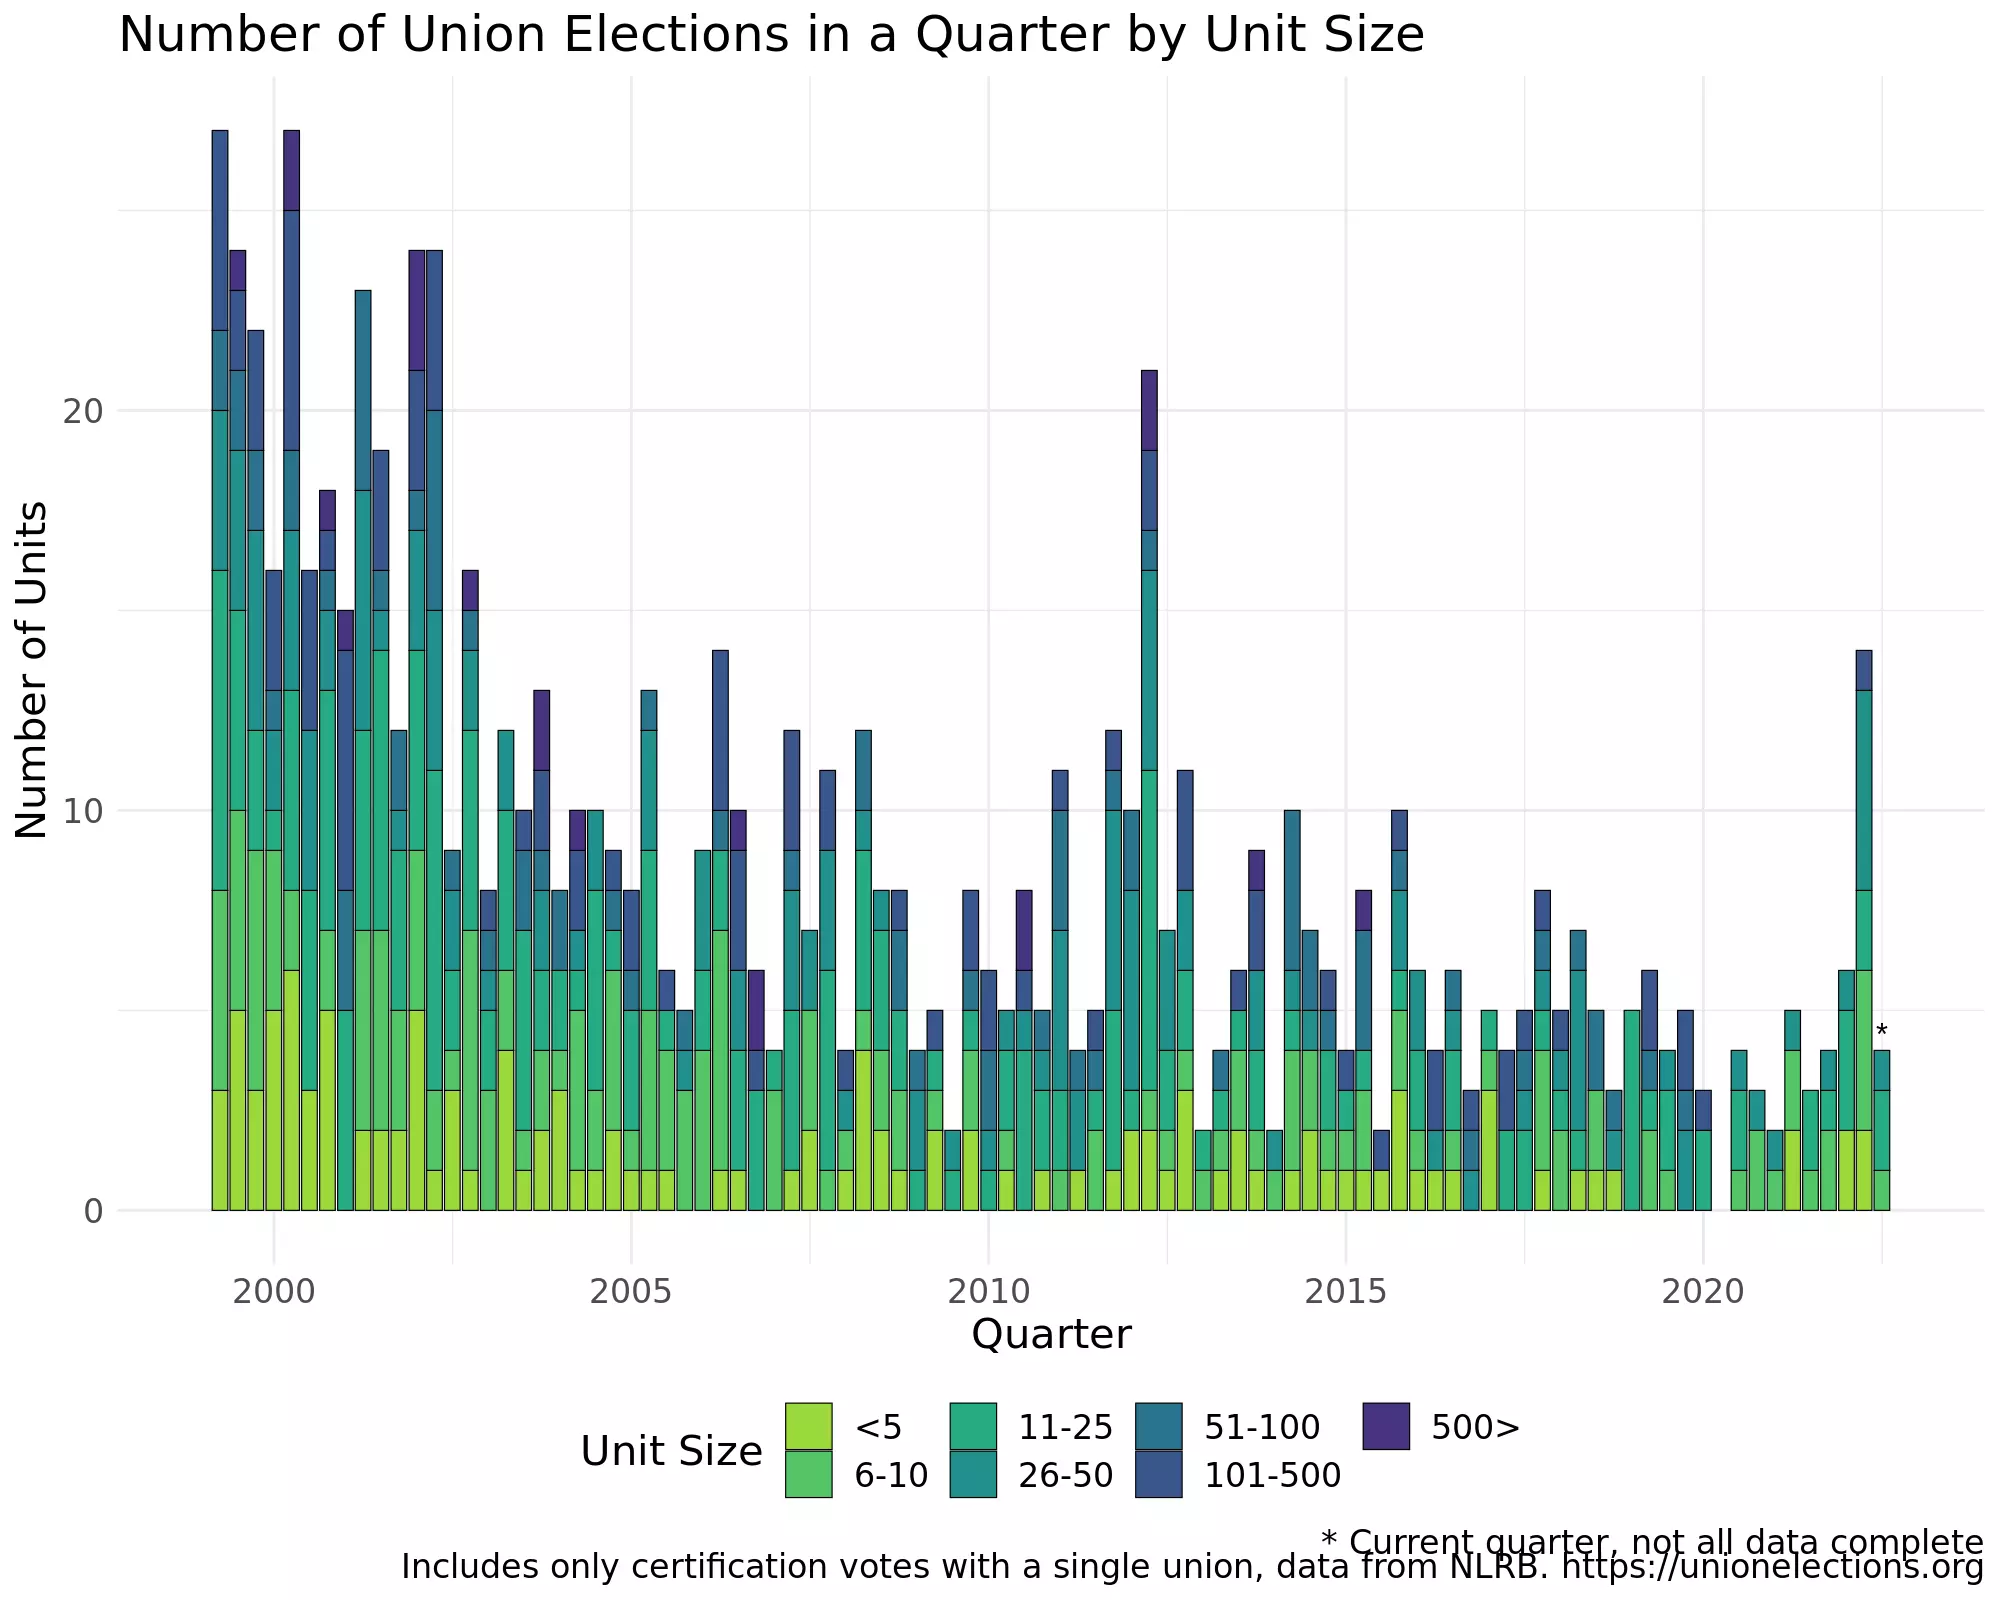 Number of Union Elections in a Quarter by Unit Size
Number of Units
20
10
0
*
2000 2005 2010 2015 2020
Quarter
Unit Size
<5 11-25 51-100 500>
6-10 26-50 101-500
* Current quarter, not all data complete
Includes only certification votes with a single union, data from NLRB. https://unionelections.org